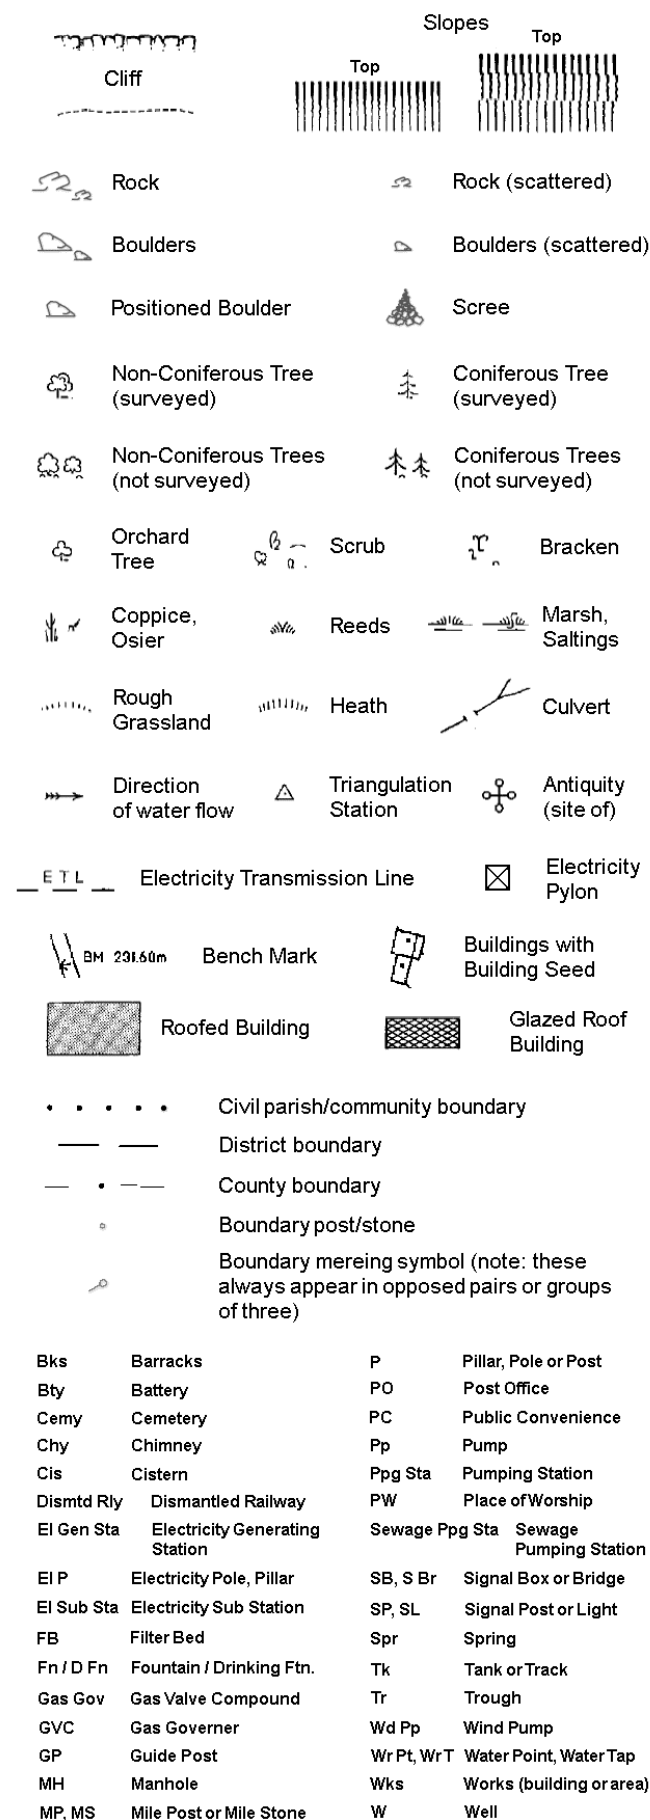 Slopes
Top
Top
Cliff
Rock
Rock (scattered)
Boulders
Boulders (scattered)
Positioned Boulder
Scree
Non-Coniferous Tree
(surveyed)
Coniferous Tree
(surveyed)
Non-Coniferous Trees
(not surveyed)
Coniferous Trees
(not surveyed)
Orchard
Tree
Scrub
Bracken
Coppice,
Osier
Reeds
Marsh,
Saltings
Rough
Grassland
Heath
Culvert
Direction
of water flow
Triangulation
Station
Antiquity
(site of)
E T L
Electricity Transmission Line
Electricity
Pylon
BM 231.60m
Bench Mark
Buildings with
Building Seed
Roofed Building
Glazed Roof
Building
Civil parish/community boundary
District boundary
County boundary
Boundary post/stone
Boundary mereing symbol (note: these
always appear in opposed pairs or groups
of three)
Bks Barracks
P Pillar, Pole or Post
Bty Battery
PO Post Office
Cemy Cemetery
PC Public Convenience
Chy Chimney
Pp Pump
Cis Cistern
Ppg Sta Pumping Station
Dismtd Rly Dismantled Railway
PW Place of Worship
El Gen Sta Electricity Generating
Station
Sewage Ppg Sta Sewage
Pumping Station
El P Electricity Pole, Pillar
SB, S Br Signal Box or Bridge
El Sub Sta Electricity Sub Station
SP, SL Signal Post or Light
FB Filter Bed
Spr Spring
Fn / D Fn Fountain / Drinking Ftn.
Tk Tank or Track
Gas Gov Gas Valve Compound
Tr Trough
GVC Gas Governer
Wd Pp Wind Pump
GP Guide Post
Wr Pt, Wr T Water Point, Water Tap
MH Manhole
Wks Works (building or area)
MP, MS Mile Post or Mile Stone
W Well